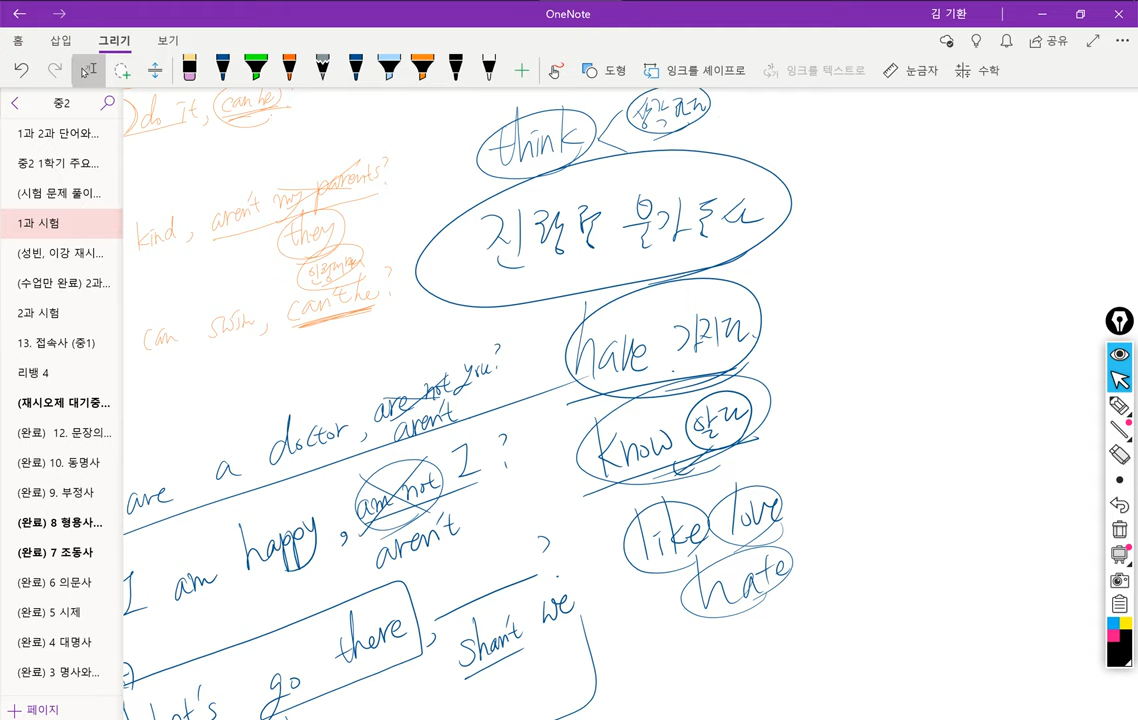 OneNote
김 기환
홈 삽입 그리기 보기
공유
도형 잉크를 셰이프로 잉크를 텍스트로 눈금자 수학
중2
1과 2과 단어와...
중2 1학기 주요...
(시험 문제 풀이...
1과 시험
(성빈, 이강 재시...
(수업만 완료) 2과...
2과 시험
13. 접속사 (중1)
리뱅 4
(재시오제 대기중...
(완료) 12. 문장의...
(완료) 10. 동명사
(완료) 9. 부정사
(완료) 8 형용사...
(완료) 7 조동사
(완료) 6 의문사
(완료) 5 시제
(완료) 4 대명사
(완료) 3 명사와...
페이지
do it, can he?
kind, aren't my parents?
they
인칭대명사
can swim, can't he?
are a doctor, are not you?
aren't
I am happy, am not I?
aren't
Let's go there, ?
shan't we
think 생각하다
have 가지다.
know 알다
like love
hate